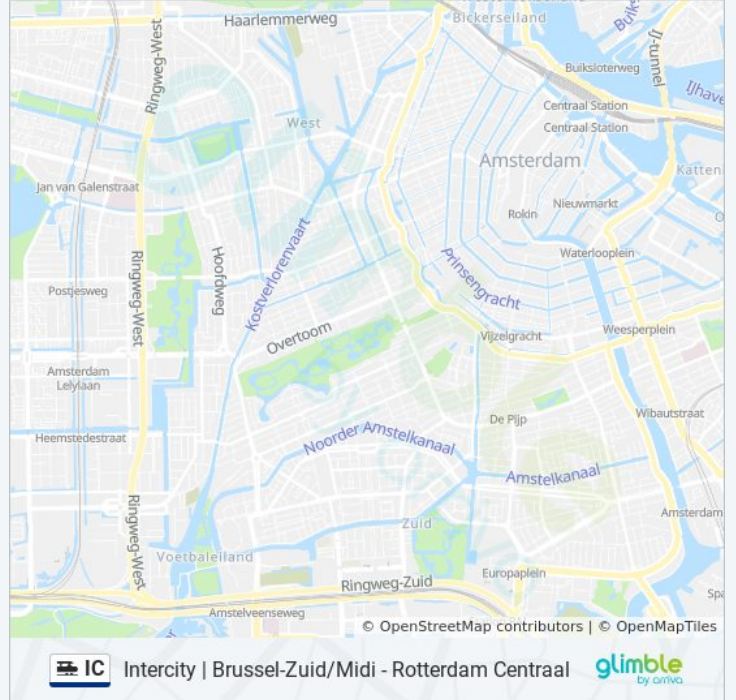 Haarlemmerweg
Bickerseiland
Buiks
IJ-tunnel
Ringweg-West
Buiksloterweg
IJhave
Centraal Station
West
Centraal Station
Amsterdam
Katten
Jan van Galenstraat
Nieuwmarkt
Rokin
O
Kostverlorenvaart
Hoofdweg
Ringweg-West
Prinsengracht
Waterlooplein
Postjesweg
Overtoom
Vijzelgracht
Weesperplein
Amsterdam
Lelylaan
De Pijp
Wibautstraat
Heemstedestraat
Noorder Amstelkanaal
Amstelkanaal
Ringweg-West
Amsterdam
Zuid
Voetbaleiland
Europaplein
Ringweg-Zuid
Spa
Amstelveenseweg
© OpenStreetMap contributors | © OpenMapTiles
IC Intercity | Brussel-Zuid/Midi - Rotterdam Centraal
glimble
by arriva